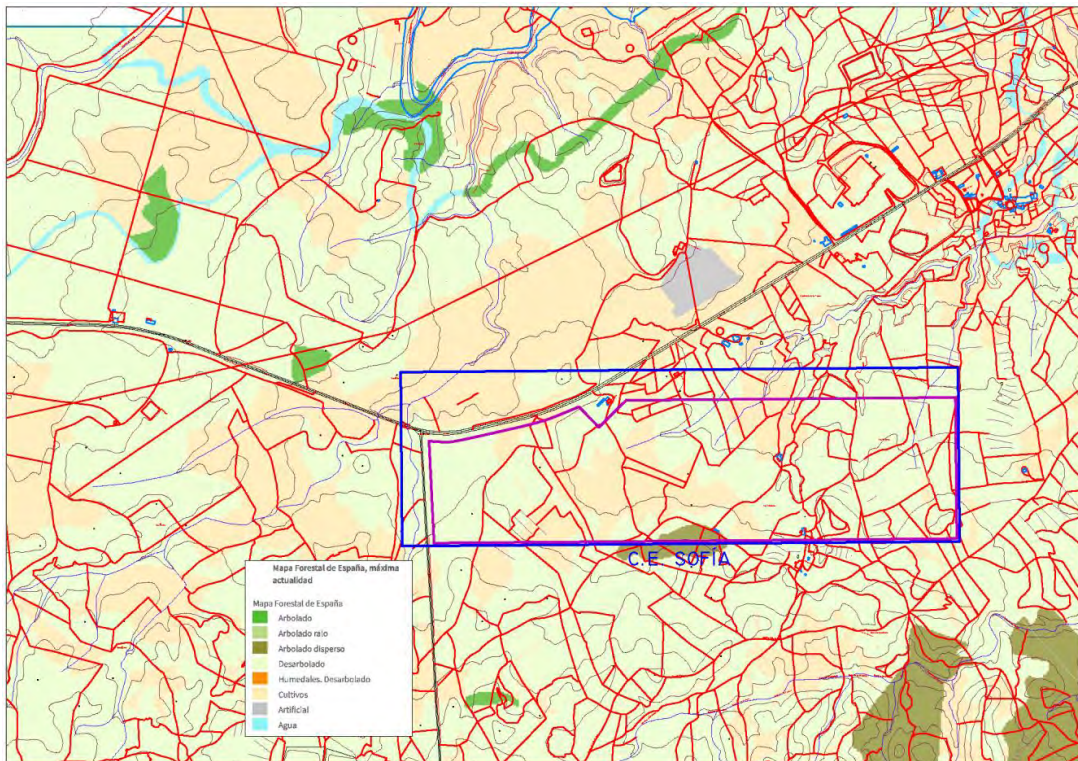 C.E. SOFÍA
Mapa Forestal de España, máxima
actualidad
Mapa Forestal de España
Arbolado
Arbolado ralo
Arbolado disperso
Desarbolado
Humedales. Desarbolado
Cultivos
Artificial
Agua